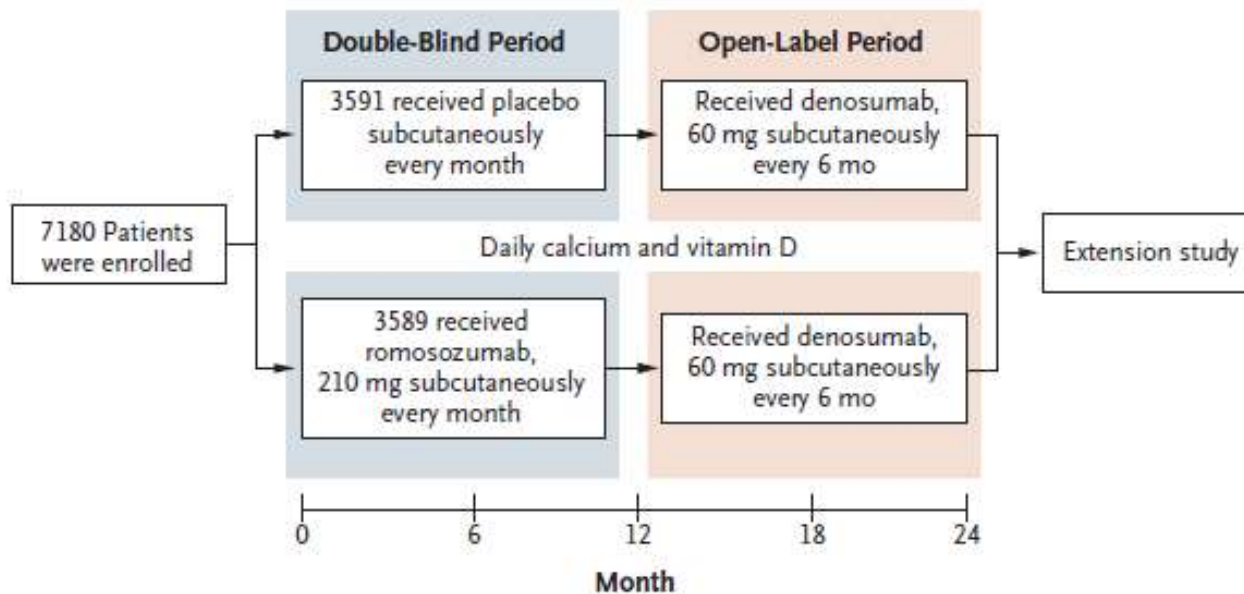 Double-Blind Period
Open-Label Period
3591 received placebo
subcutaneously
every month
Received denosumab,
60 mg subcutaneously
every 6 mo
7180 Patients
were enrolled
Daily calcium and vitamin D
Extension study
3589 received
romosozumab,
210 mg subcutaneously
every month
Received denosumab,
60 mg subcutaneously
every 6 mo
0 6 12 18 24
Month